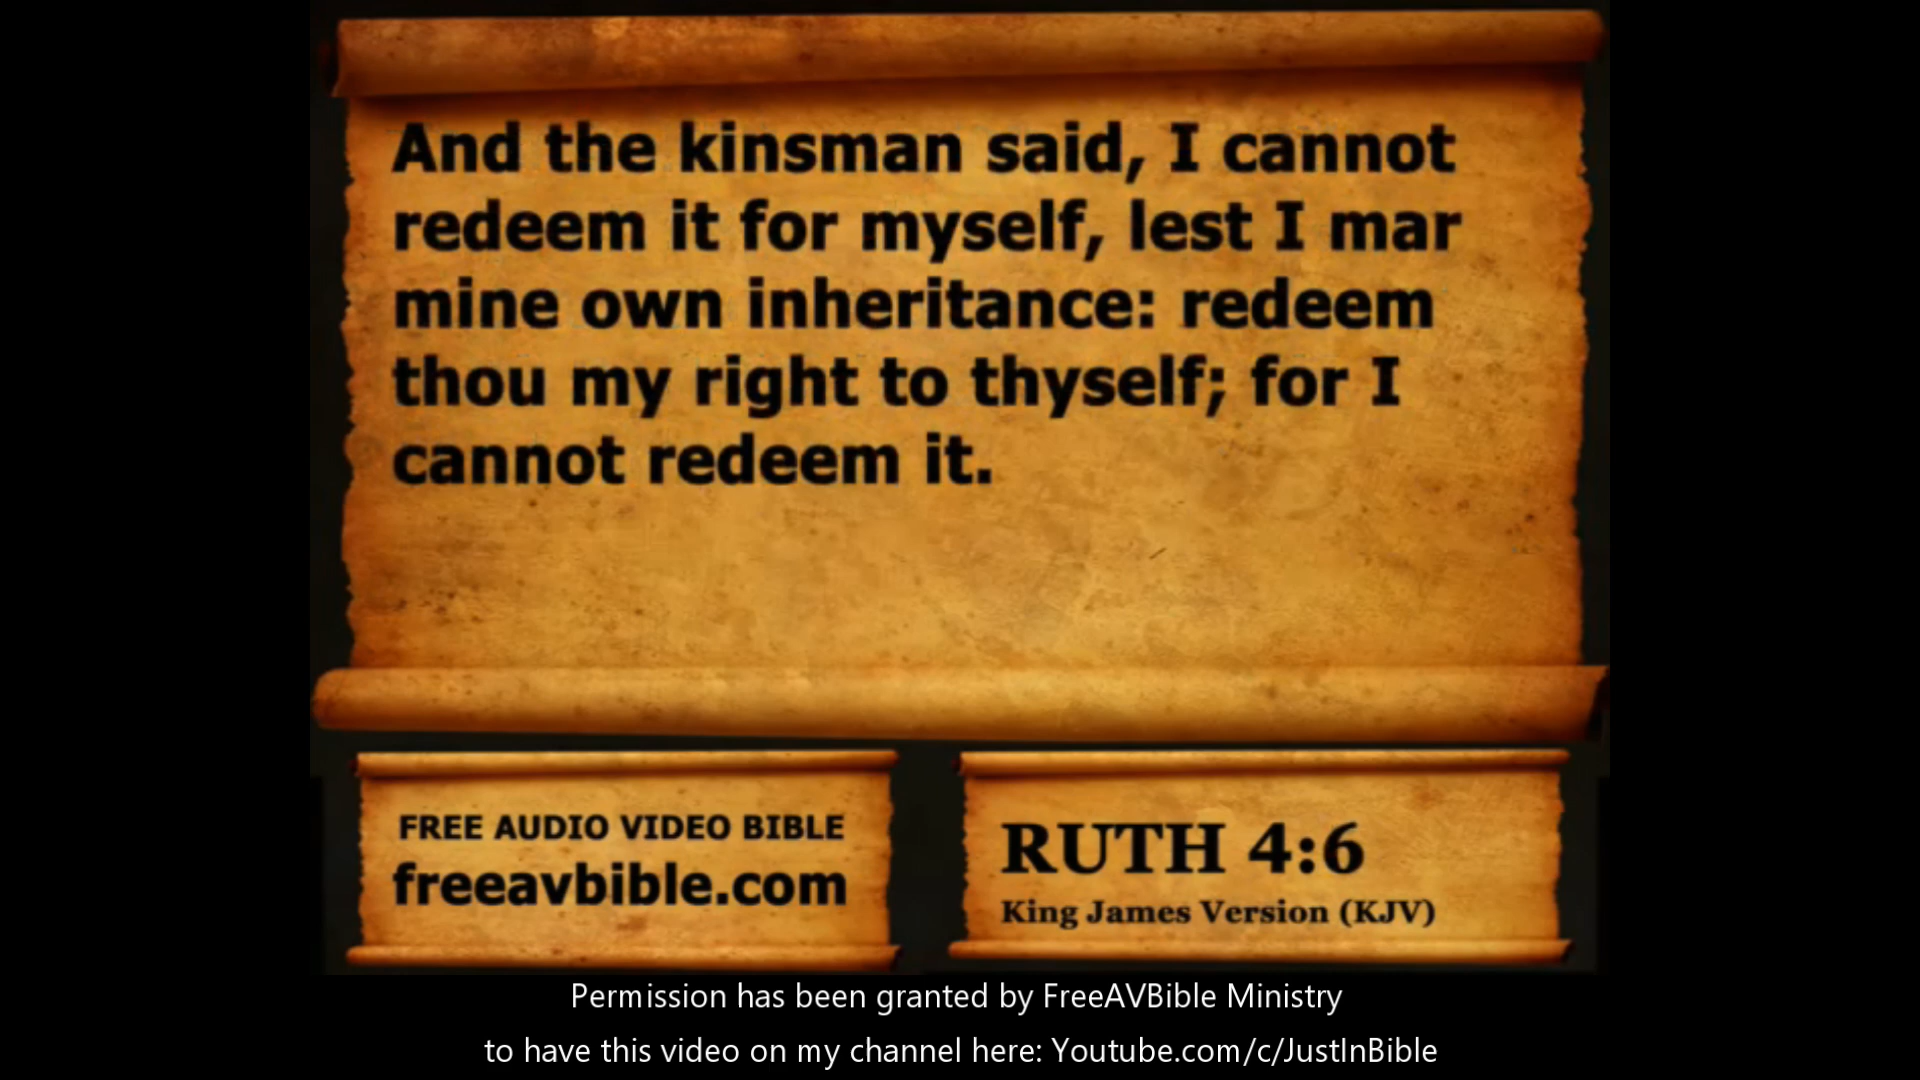 And the kinsman said, I cannot
redeem it for myself, lest I mar
mine own inheritance: redeem
thou my right to thyself; for I
cannot redeem it.
FREE AUDIO VIDEO BIBLE
freeavbible.com
RUTH 4:6
King James Version (KJV)
Permission has been granted by FreeAVBible Ministry
to have this video on my channel here: Youtube.com/c/JustInBible